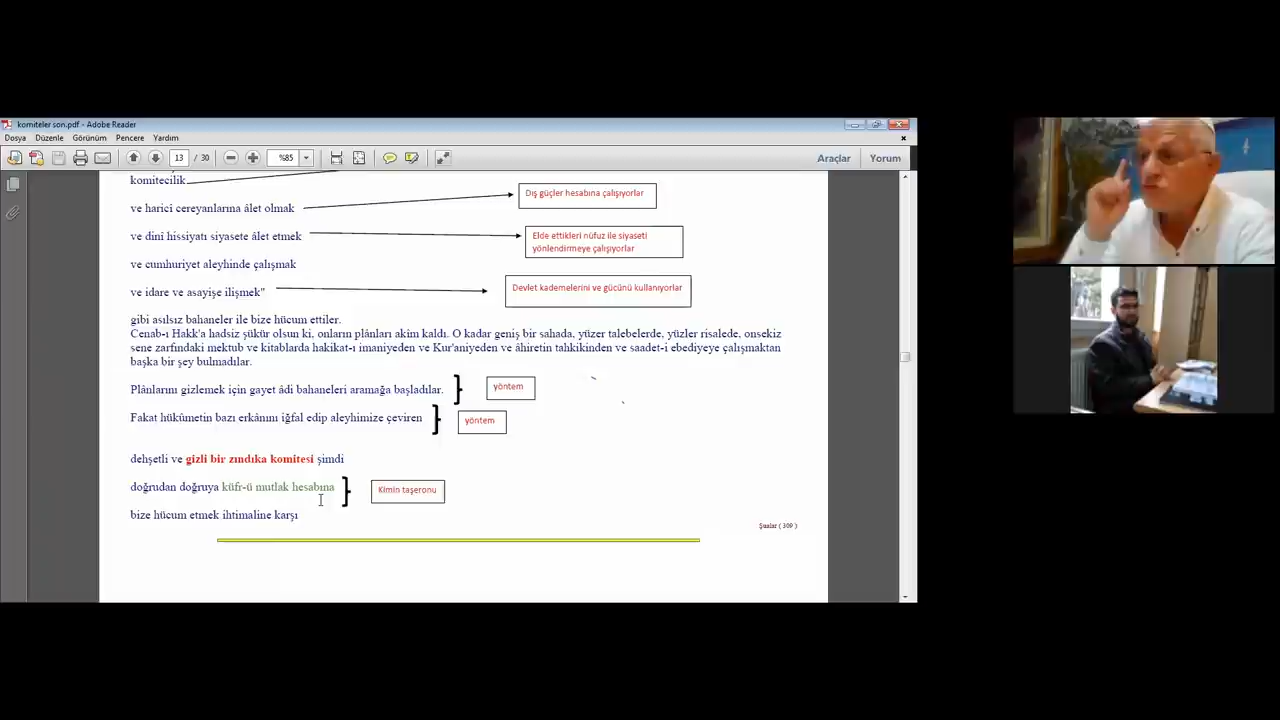 komiteler son.pdf - Adobe Reader
Dosya Düzenle Görünüm Pencere Yardım
13 / 30 %85 Araçlar Yorum
komitecilik
ve harici cereyanlarına âlet olmak
Dış güçler hesabına çalışıyorlar
ve dinî hissiyatı siyasete âlet etmek
Elde ettikleri nüfuz ile siyaseti
yönlendirmeye çalışıyorlar
ve cumhuriyet aleyhinde çalışmak
ve idare ve asayişe ilişmek"
Devlet kademelerini ve gücünü kullanıyorlar
gibi asılsız bahaneler ile bize hücum ettiler.
Cenab-ı Hakk'a hadsiz şükür olsun ki, onların plânları akim kaldı. O kadar geniş bir sahada, yüzer talebelerde, yüzler risalede, onsekiz
sene zarfındaki mektub ve kitablarda hakikat-ı imaniyeden ve Kur'aniyeden ve âhiretin tahkikinden ve saadet-i ebediyeye çalışmaktan
başka bir şey bulmadılar.
Plânlarını gizlemek için gayet âdi bahaneleri aramağa başladılar.
yöntem
Fakat hükûmetin bazı erkânını iğfal edip aleyhimize çeviren
yöntem
dehşetli ve gizli bir zındıka komitesi şimdi
doğrudan doğruya küfr-ü mutlak hesabına
Kimin taşeronu
bize hücum etmek ihtimaline karşı
Şualar ( 309 )